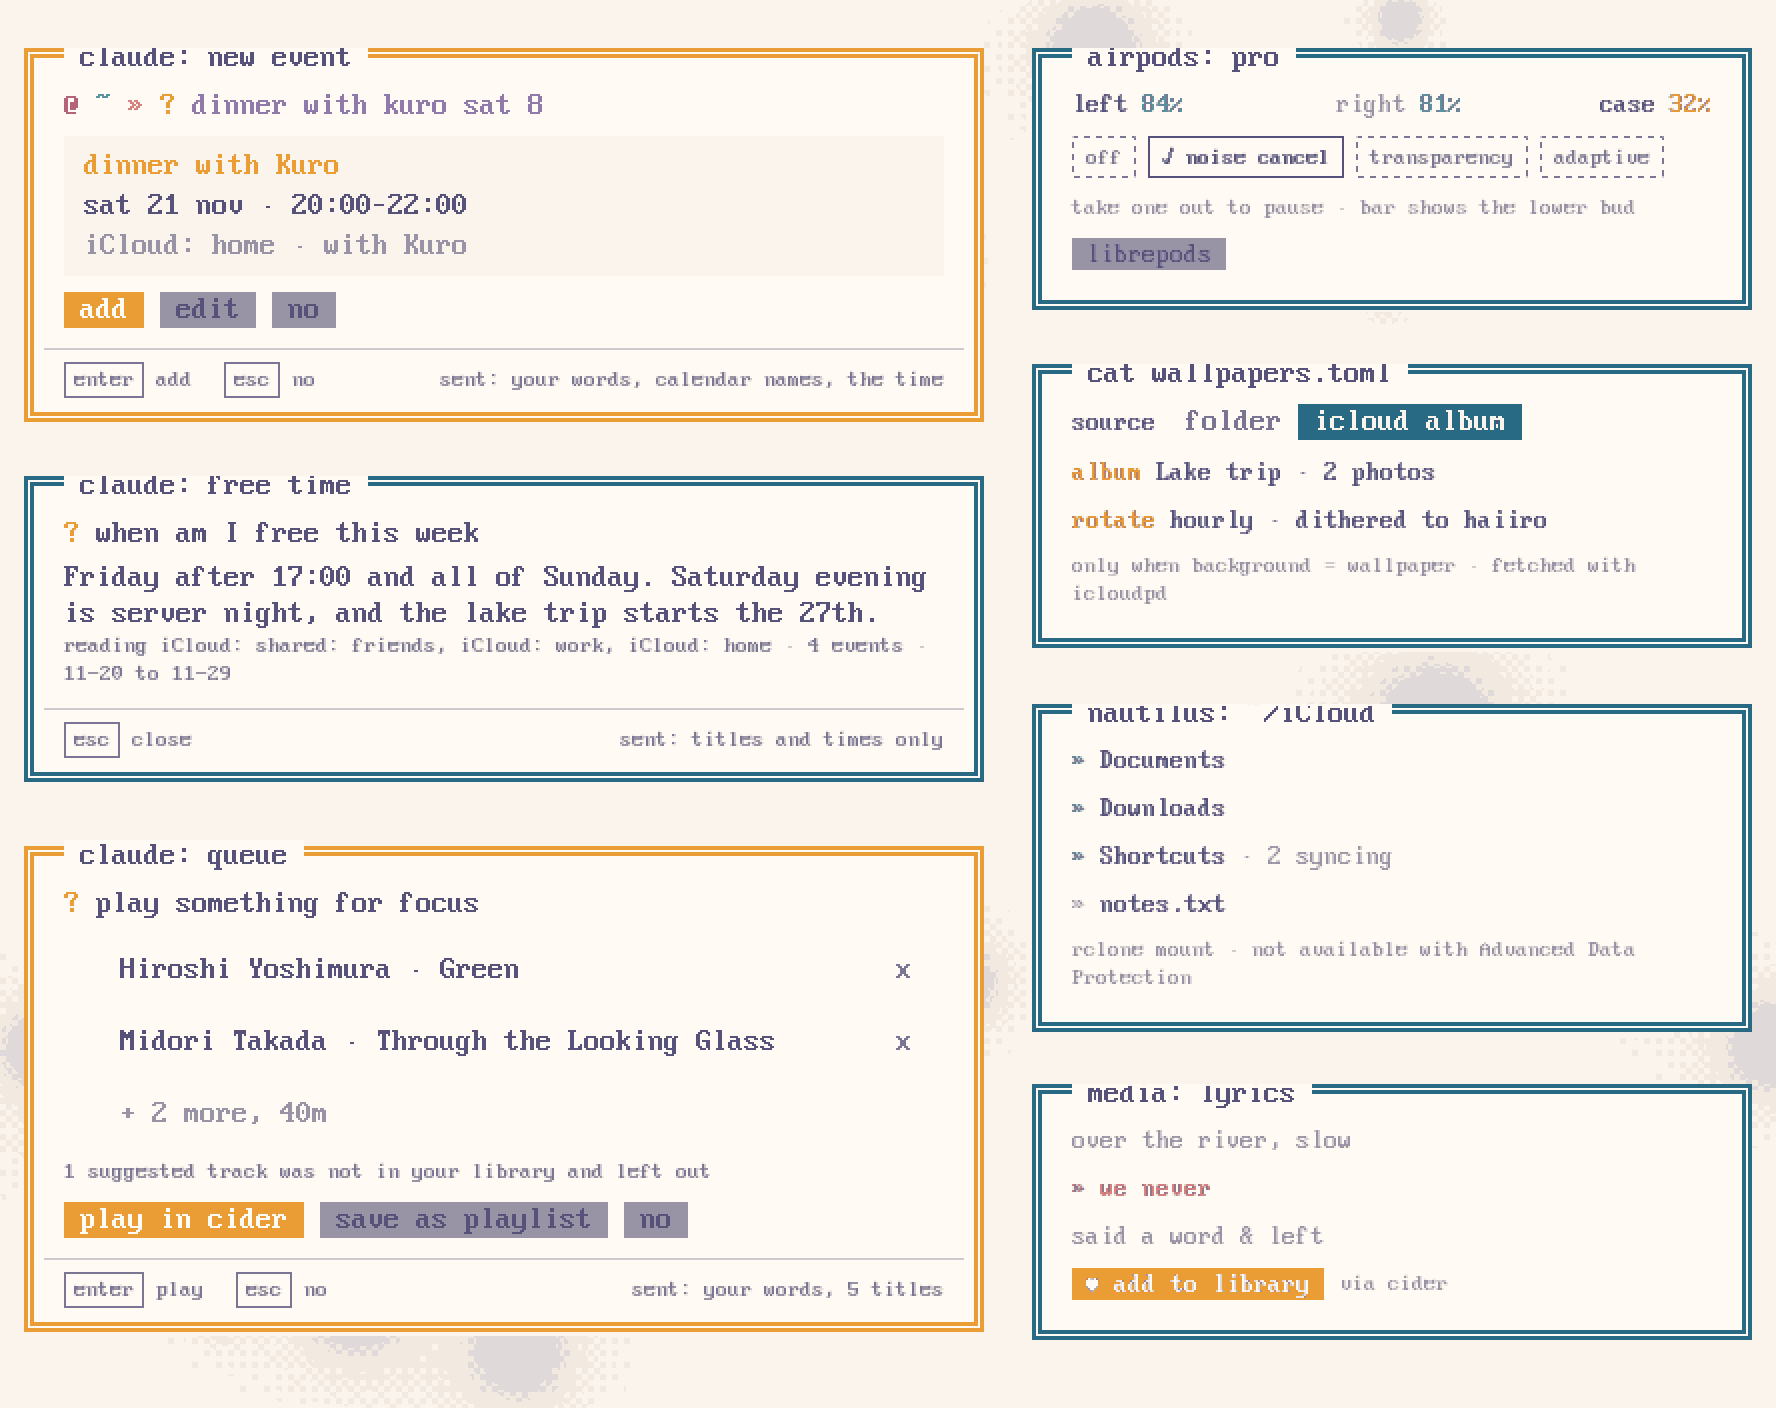 claude: new event
@ ~ » ? dinner with kuro sat 8
dinner with Kuro
sat 21 nov · 20:00-22:00
iCloud: home · with Kuro
add edit no
enter add esc no sent: your words, calendar names, the time
claude: free time
? when am I free this week
Friday after 17:00 and all of Sunday. Saturday evening
is server night, and the lake trip starts the 27th.
reading iCloud: shared: friends, iCloud: work, iCloud: home · 4 events ·
11-20 to 11-29
esc close sent: titles and times only
claude: queue
? play something for focus
Hiroshi Yoshimura · Green x
Midori Takada · Through the Looking Glass x
+ 2 more, 40m
1 suggested track was not in your library and left out
play in cider save as playlist no
enter play esc no sent: your words, 5 titles
airpods: pro
left 84% right 81% case 32%
off √ noise cancel transparency adaptive
take one out to pause · bar shows the lower bud
librepods
cat wallpapers.toml
source folder icloud album
album Lake trip · 2 photos
rotate hourly · dithered to haiiro
only when background = wallpaper · fetched with
icloudpd
nautilus: /iCloud
» Documents
» Downloads
» Shortcuts · 2 syncing
» notes.txt
rclone mount · not available with Advanced Data
Protection
media: lyrics
over the river, slow
» we never
said a word & left
♥ add to library via cider